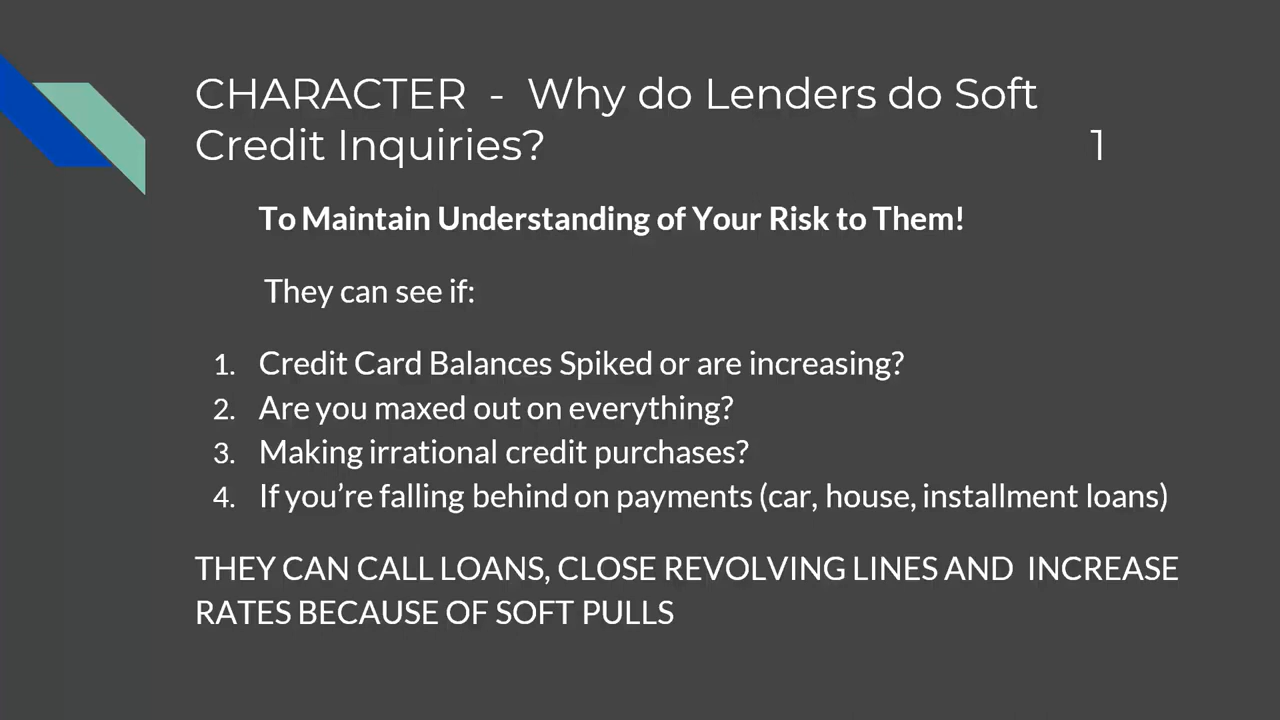 CHARACTER - Why do Lenders do Soft
Credit Inquiries? 1
To Maintain Understanding of Your Risk to Them!
They can see if:
1. Credit Card Balances Spiked or are increasing?
2. Are you maxed out on everything?
3. Making irrational credit purchases?
4. If you’re falling behind on payments (car, house, installment loans)
THEY CAN CALL LOANS, CLOSE REVOLVING LINES AND INCREASE
RATES BECAUSE OF SOFT PULLS